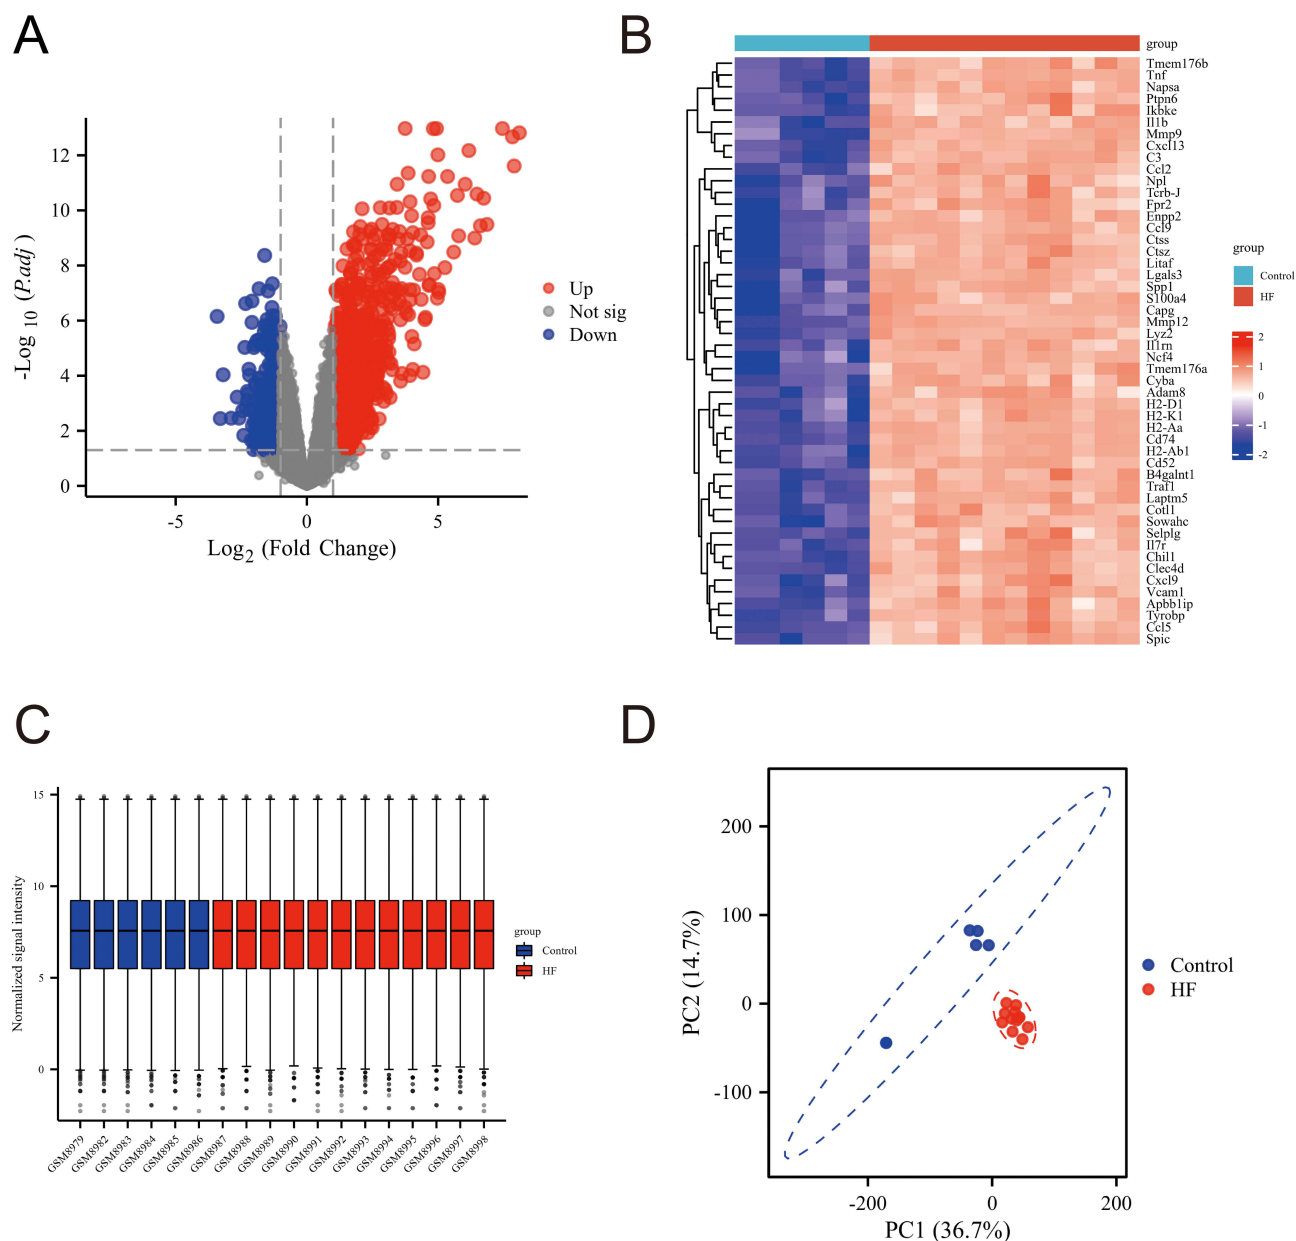 A
12
10
8
6
4
2
0
-5
0
5
-Log 10 (P.adj )
Log2 (Fold Change)
Up
Not sig
Down
B
group
Tmem176b
Tnf
Napsa
Ptpn6
Ikbke
Il1b
Mmp9
Cxcl13
C3
Ccl2
Npl
Tcrb-J
Fpr2
Enpp2
Ccl9
Ctss
Ctsz
Litaf
Lgals3
Spp1
S100a4
Capg
Mmp12
Lyz2
Il1rn
Ncf4
Tmem176a
Cyba
Adam8
H2-D1
H2-K1
H2-Aa
Cd74
H2-Ab1
Cd52
B4galnt1
Traf1
Laptm5
Cotl1
Sowahc
Selplg
Il7r
Chil1
Clec4d
Cxcl9
Vcam1
Apbb1ip
Tyrobp
Ccl5
Spic
group
Control
HF
2
1
0
-1
-2
C
15
10
5
0
Normalized signal intensity
GSM8979
GSM8982
GSM8983
GSM8984
GSM8985
GSM8986
GSM8987
GSM8988
GSM8989
GSM8990
GSM8991
GSM8992
GSM8993
GSM8994
GSM8995
GSM8996
GSM8997
GSM8998
group
Control
HF
D
200
100
0
-100
-200
0
200
PC2 (14.7%)
PC1 (36.7%)
Control
HF